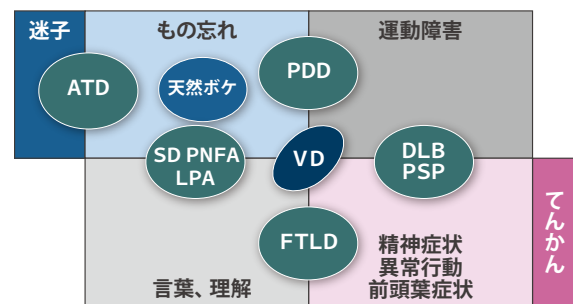 迷子
もの忘れ
運動障害
ATD
天然ボケ
PDD
SD PNFA
LPA
VD
DLB
PSP
FTLD
言葉、理解
精神症状
異常行動
前頭葉症状
てんかん